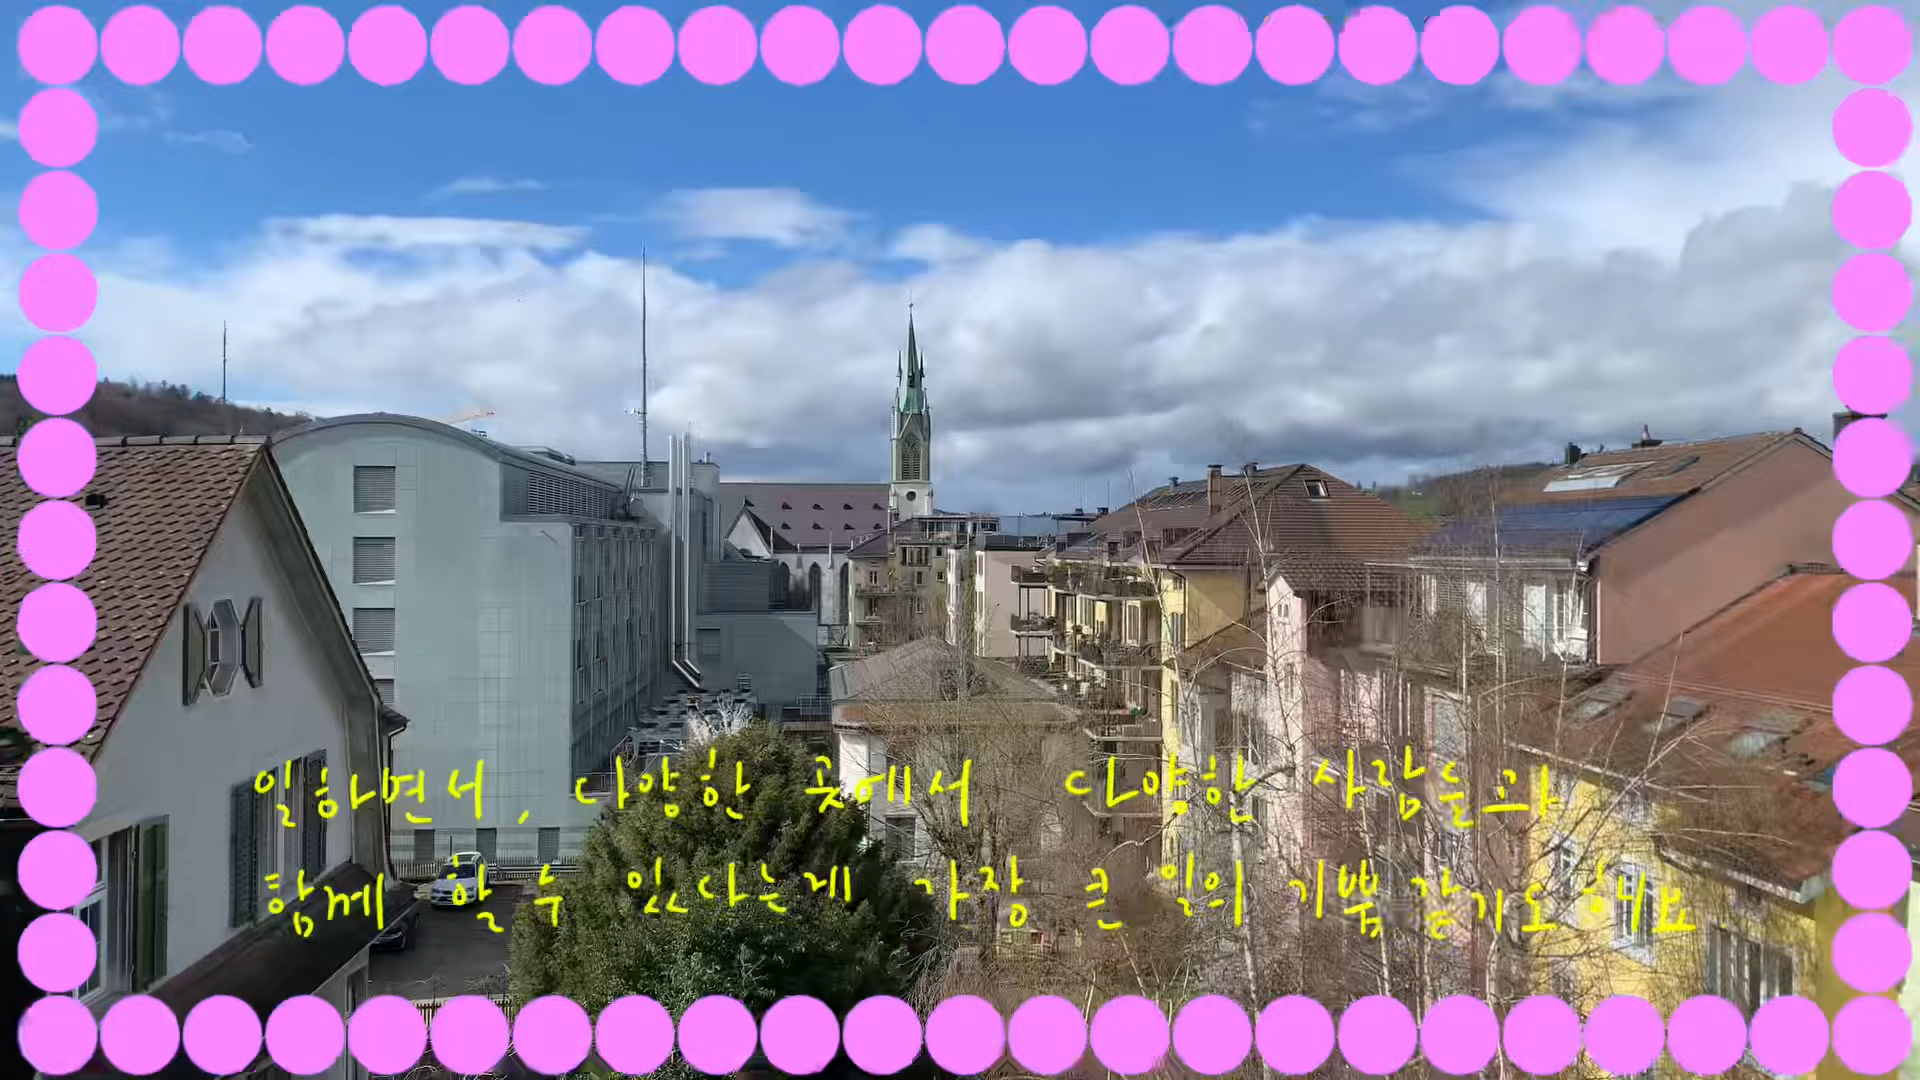 일하면서, 다양한 곳에서 다양한 사람들과
함께 할 수 있다는게 가장 큰 일의 기쁨 같기도 해요